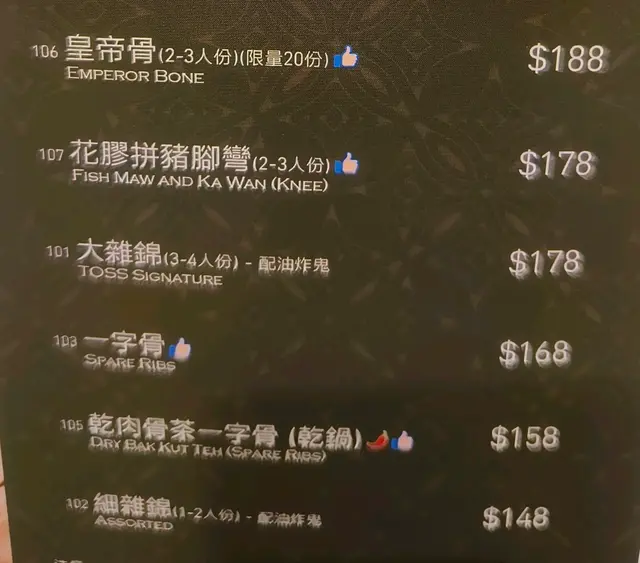 106 皇帝骨(2-3人份)(限量20份) $188
EMPEROR BONE
107 花膠拼豬腳彎(2-3人份) $178
FISH MAW AND KA WAN (KNEE)
101 大雜錦(3-4人份) - 配油炸鬼 $178
TOSS SIGNATURE
103 一字骨 $168
SPARE RIBS
105 乾肉骨茶一字骨 (乾鍋) $158
DRY BAK KUT TEH (SPARE RIBS)
102 細雜錦(1-2人份) - 配油炸鬼 $148
ASSORTED